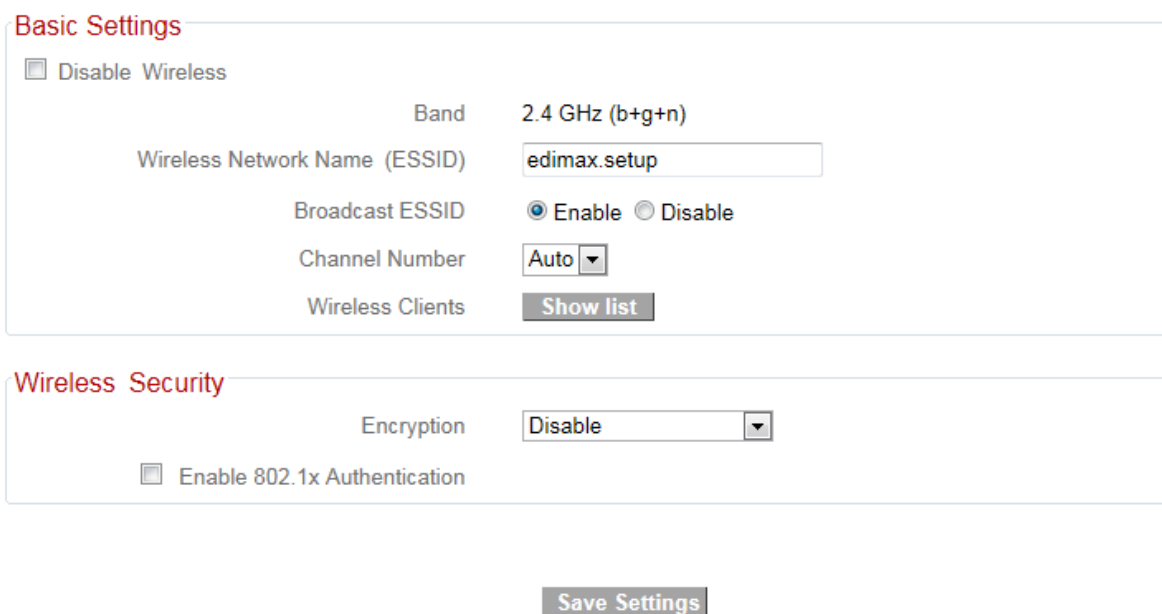 Basic Settings
Disable Wireless
Band 2.4 GHz (b+g+n)
Wireless Network Name (ESSID) edimax.setup
Broadcast ESSID Enable Disable
Channel Number Auto
Wireless Clients Show list
Wireless Security
Encryption Disable
Enable 802.1x Authentication
Save Settings